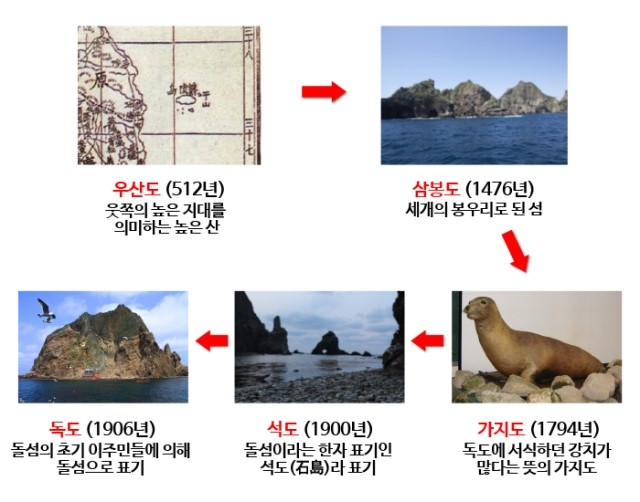 우산도 (512년)
웃쪽의 높은 지대를
의미하는 높은 산
삼봉도 (1476년)
세개의 봉우리로 된 섬
독도 (1906년)
돌섬의 초기 이주민들에 의해
돌섬으로 표기
석도 (1900년)
돌섬이라는 한자 표기인
석도(石島)라 표기
가지도 (1794년)
독도에 서식하던 강치가
많다는 뜻의 가지도